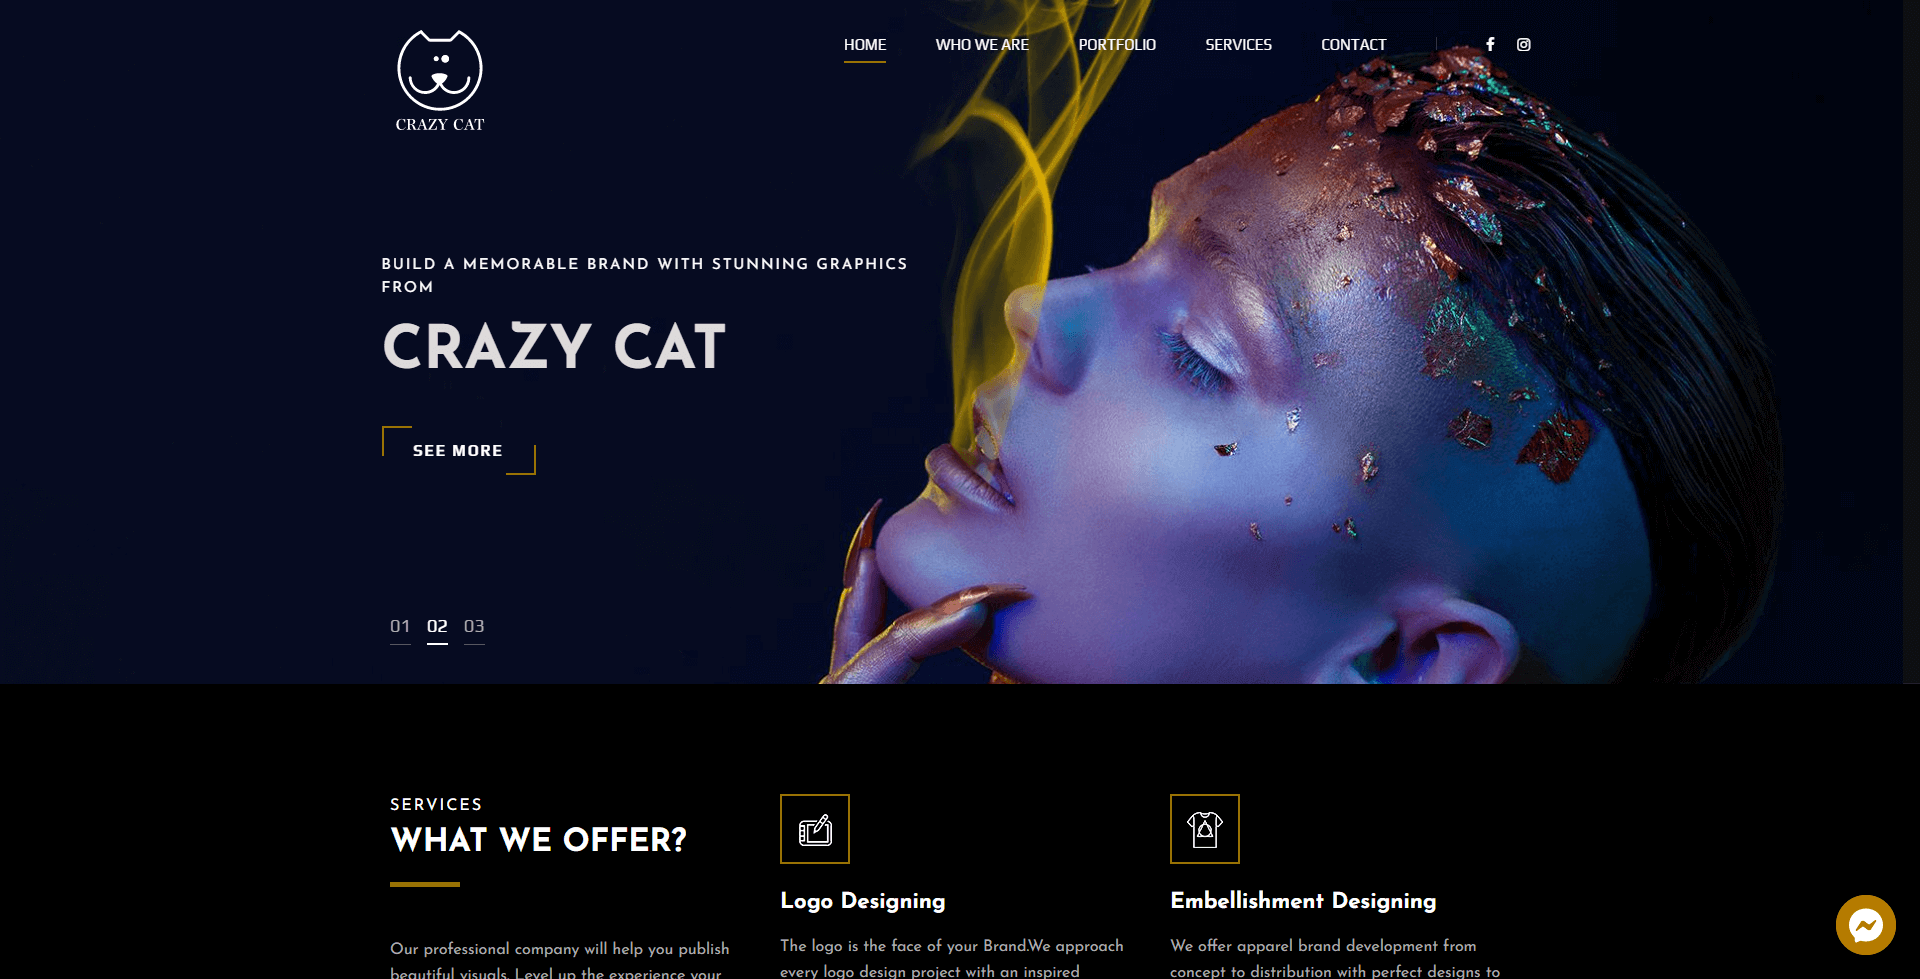 CRAZY CAT
HOME WHO WE ARE PORTFOLIO SERVICES CONTACT
BUILD A MEMORABLE BRAND WITH STUNNING GRAPHICS
FROM
CRAZY CAT
SEE MORE
01 02 03
SERVICES
WHAT WE OFFER?
Our professional company will help you publish
beautiful visuals. Level up the experience your
Logo Designing
The logo is the face of your Brand.We approach
every logo design project with an inspired
Embellishment Designing
We offer apparel brand development from
concept to distribution with perfect designs to